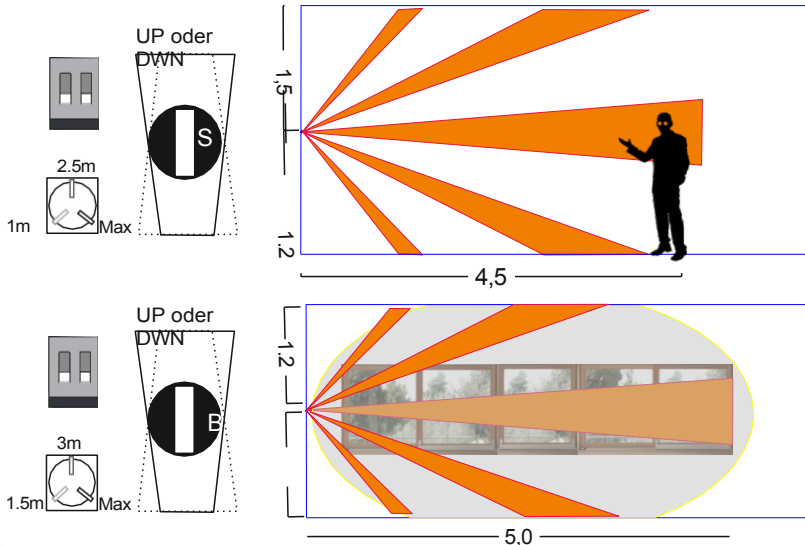 UP oder
DWN
S
2.5m
1m
Max
1,5
1.2
4,5
UP oder
DWN
B
3m
1.5m
Max
1.2
5,0